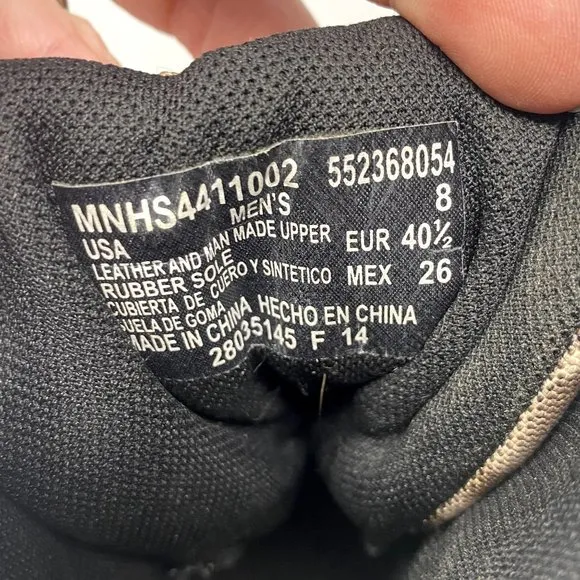 MNHS4411002 552368054
MEN'S 8
USA
LEATHER AND MAN MADE UPPER EUR 40½
RUBBER SOLE
CUBIERTA DE CUERO Y SINTETICO MEX 26
SUELA DE GOMA
MADE IN CHINA HECHO EN CHINA
28035145 F 14